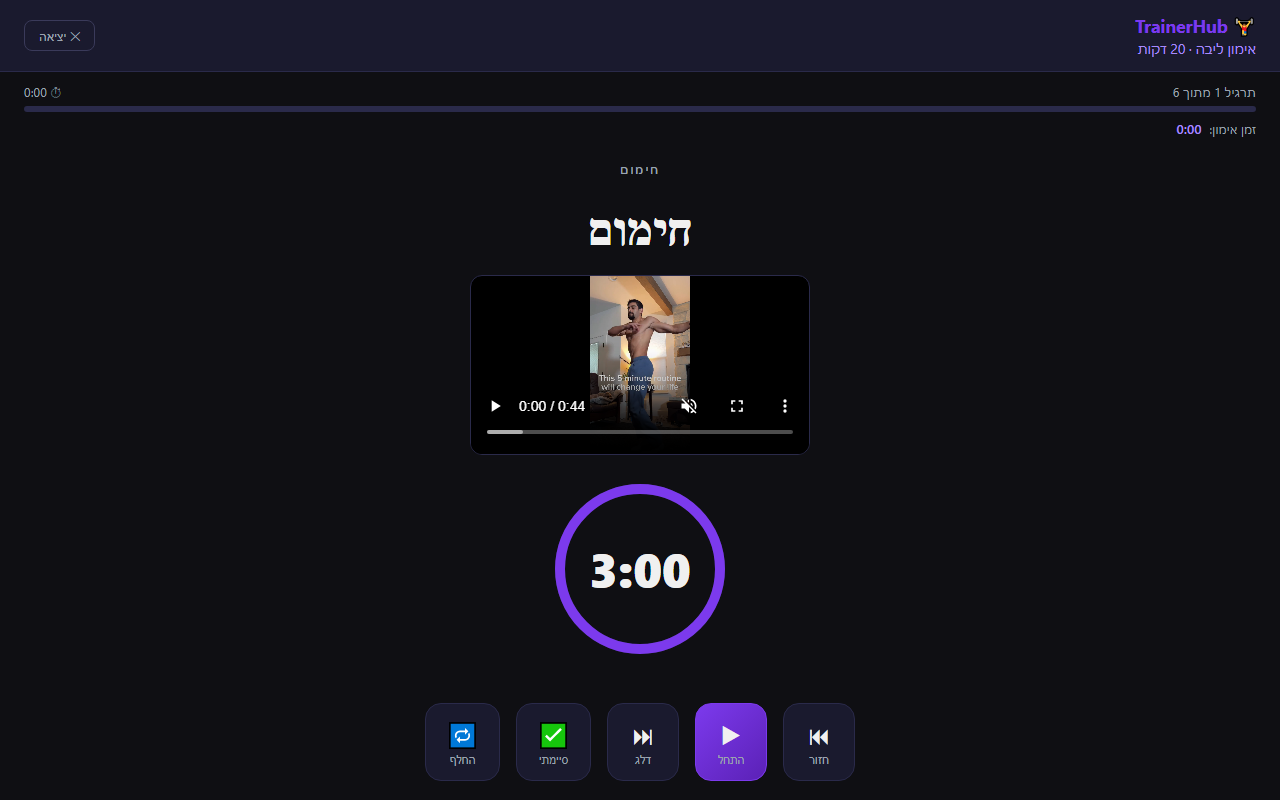 TrainerHub
אימון ליבה · 20 דקות
יציאה
תרגיל 1 מתוך 6
0:00
זמן אימון: 0:00
חימום
חימום
This 5 minute routine
will change your life
0:00 / 0:44
3:00
חזור
התחל
דלג
סיימתי
החלף